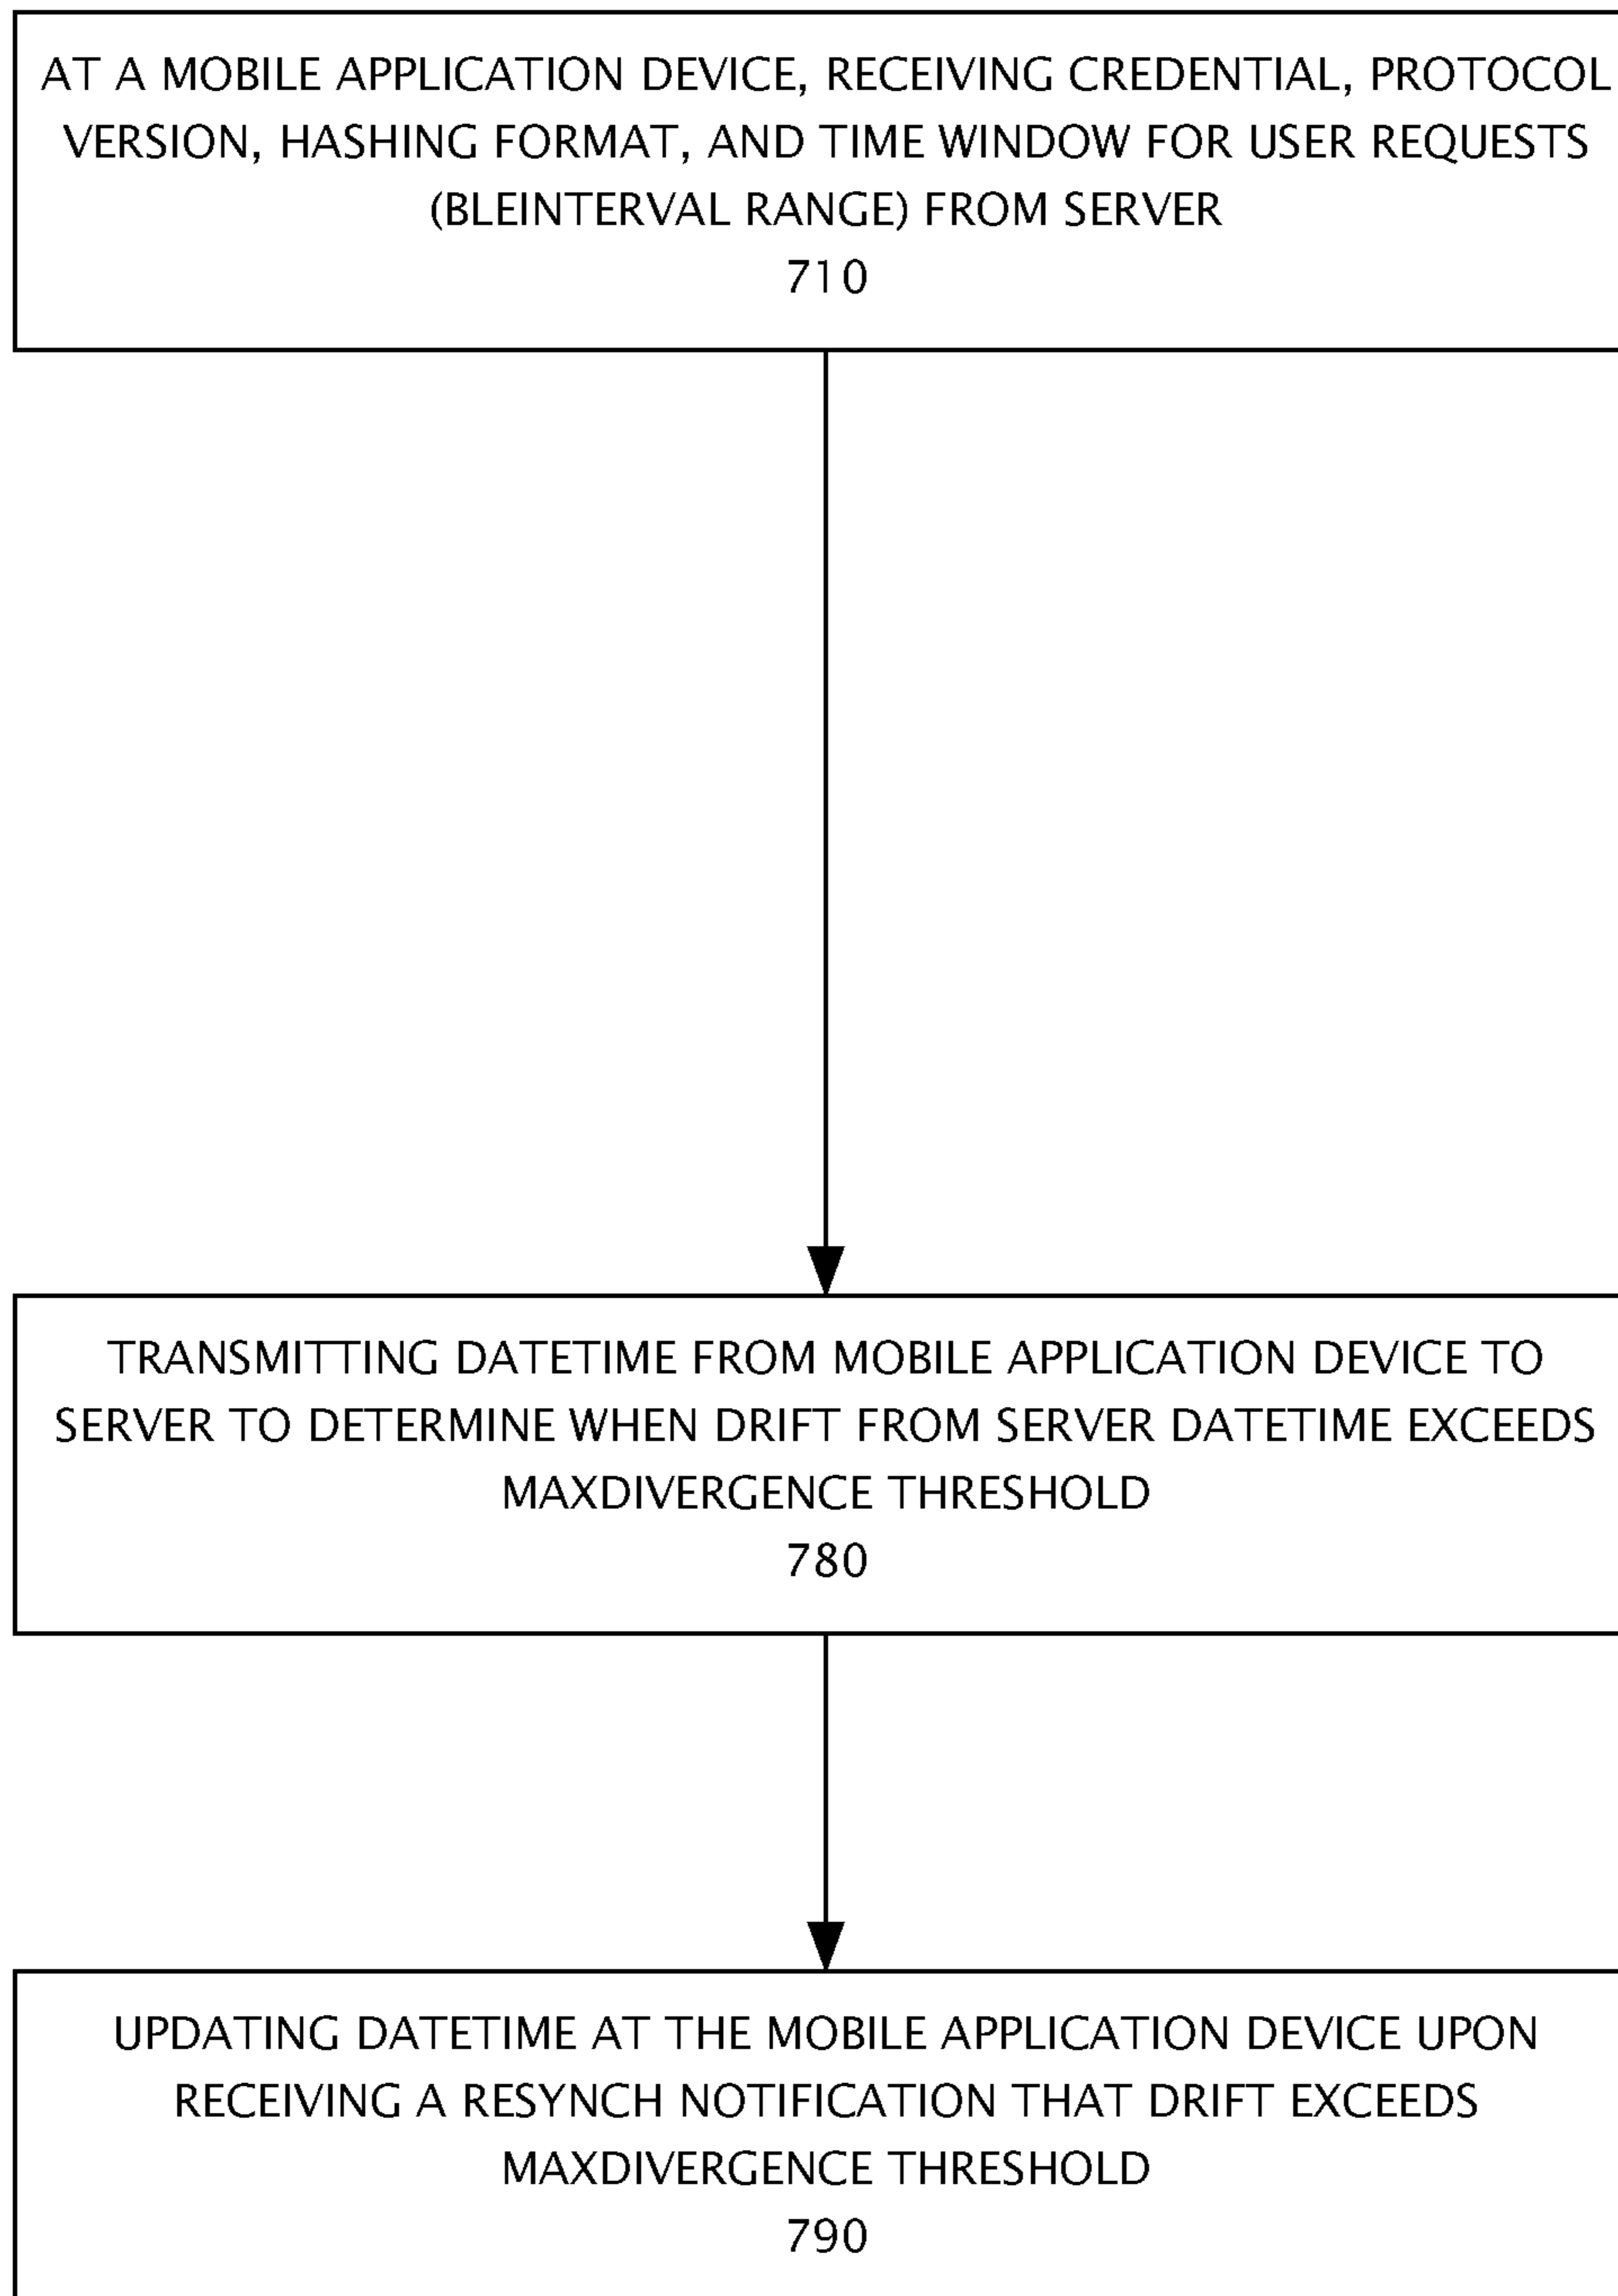 AT A MOBILE APPLICATION DEVICE, RECEIVING CREDENTIAL, PROTOCOL
VERSION, HASHING FORMAT, AND TIME WINDOW FOR USER REQUESTS
(BLEINTERVAL RANGE) FROM SERVER
710
TRANSMITTING DATETIME FROM MOBILE APPLICATION DEVICE TO
SERVER TO DETERMINE WHEN DRIFT FROM SERVER DATETIME EXCEEDS
MAXDIVERGENCE THRESHOLD
780
UPDATING DATETIME AT THE MOBILE APPLICATION DEVICE UPON
RECEIVING A RESYNCH NOTIFICATION THAT DRIFT EXCEEDS
MAXDIVERGENCE THRESHOLD
790